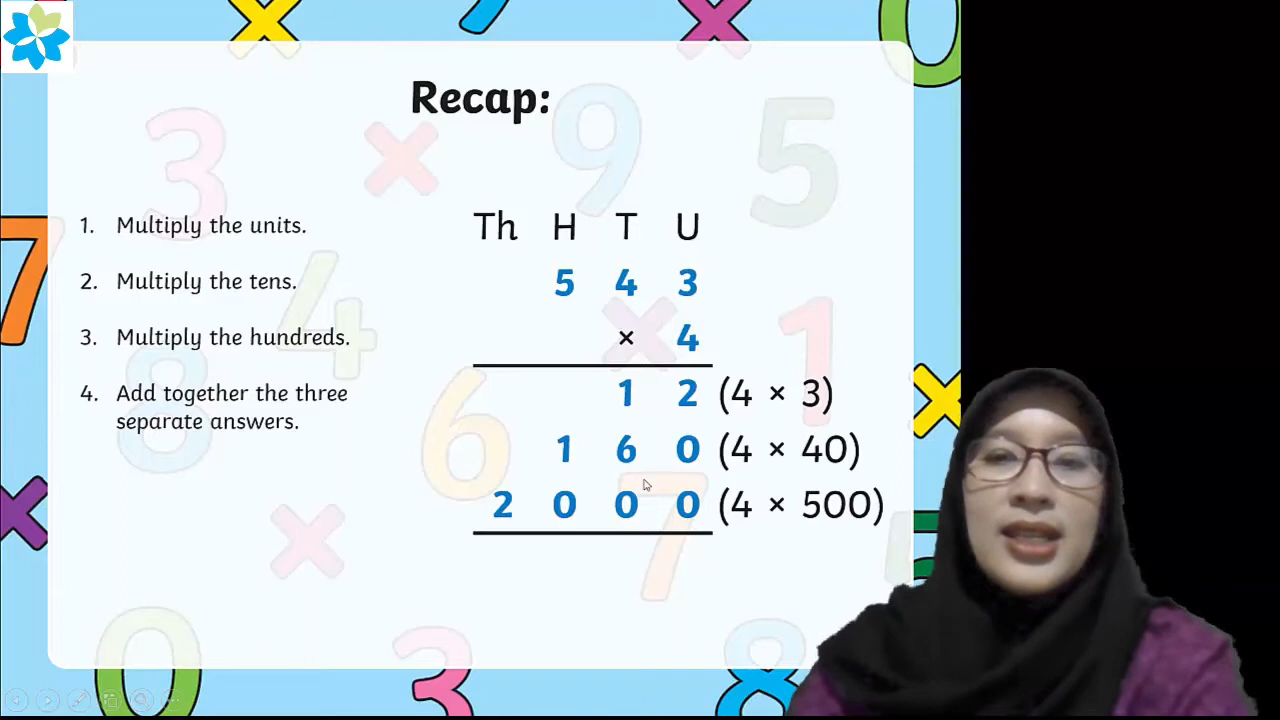 Recap:
1. Multiply the units.
2. Multiply the tens.
3. Multiply the hundreds.
4. Add together the three
separate answers.
Th H T U
5 4 3
× 4
1 2 (4 × 3)
1 6 0 (4 × 40)
2 0 0 0 (4 × 500)